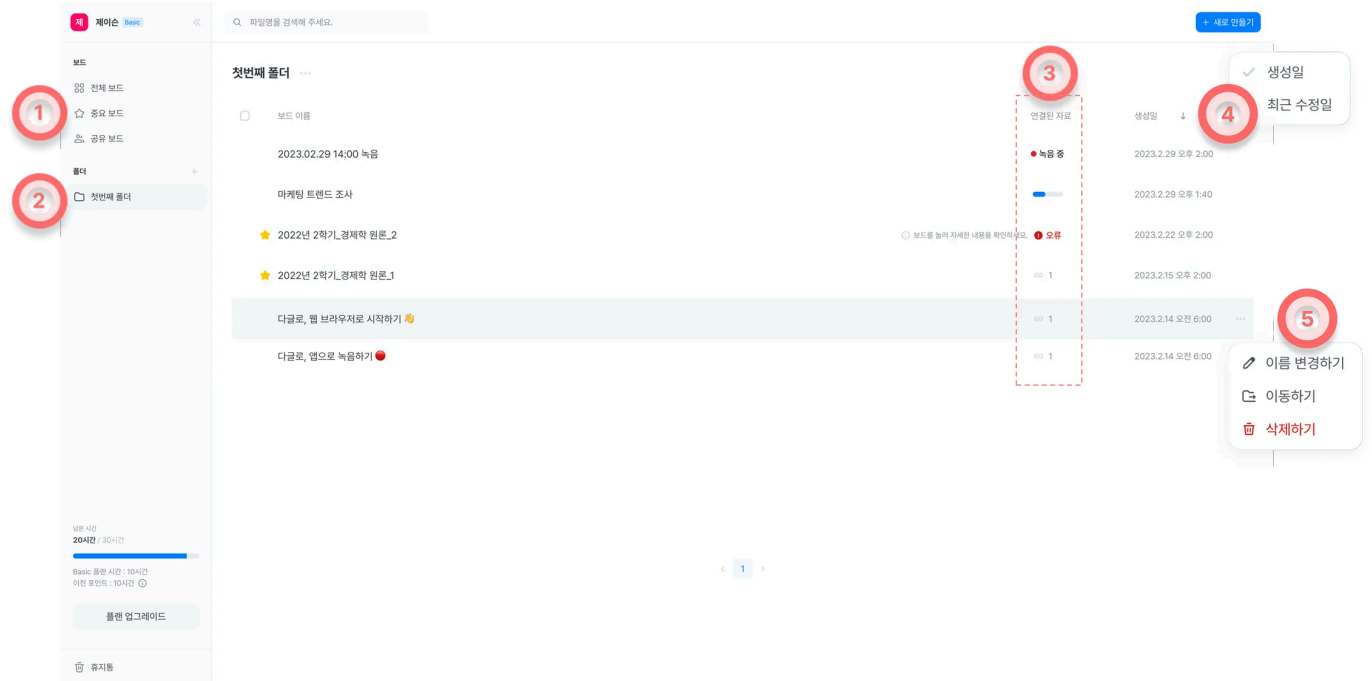 제 제이슨 Basic
파일명을 검색해 주세요.
+ 새로 만들기
보드
전체 보드
중요 보드
공유 보드
폴더
첫번째 폴더
남은 시간
20시간 / 30시간
Basic 플랜 시간 : 10시간
이전 포인트 : 10시간
플랜 업그레이드
휴지통
1
2
첫번째 폴더
3
보드 이름 연결된 자료 생성일
2023.02.29 14:00 녹음 녹음 중 2023.2.29 오후 2:00
마케팅 트렌드 조사 2023.2.29 오후 1:40
2022년 2학기_경제학 원론_2 보드를 눌러 자세한 내용을 확인하세요. 오류 2023.2.22 오후 2:00
2022년 2학기_경제학 원론_1 1 2023.2.15 오후 2:00
다글로, 웹 브라우저로 시작하기 1 2023.2.14 오전 6:00
다글로, 앱으로 녹음하기 1 2023.2.14 오전 6:00
1
생성일
최근 수정일
4
5
이름 변경하기
이동하기
삭제하기